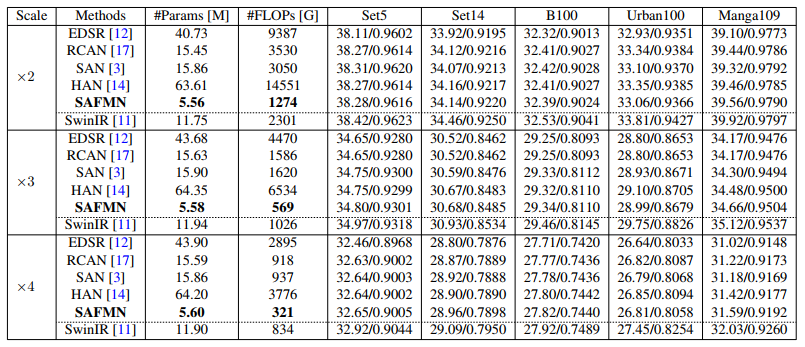 Scale Methods #Params [M] #FLOPs [G] Set5 Set14 B100 Urban100 Manga109
EDSR [12] 40.73 9387 38.11/0.9602 33.92/0.9195 32.32/0.9013 32.93/0.9351 39.10/0.9773
RCAN [17] 15.45 3530 38.27/0.9614 34.12/0.9216 32.41/0.9027 33.34/0.9384 39.44/0.9786
×2 SAN [3] 15.86 3050 38.31/0.9620 34.07/0.9213 32.42/0.9028 33.10/0.9370 39.32/0.9792
HAN [14] 63.61 14551 38.27/0.9614 34.16/0.9217 32.41/0.9027 33.35/0.9385 39.46/0.9785
SAFMN 5.56 1274 38.28/0.9616 34.14/0.9220 32.39/0.9024 33.06/0.9366 39.56/0.9790
SwinIR [11] 11.75 2301 38.42/0.9623 34.46/0.9250 32.53/0.9041 33.81/0.9427 39.92/0.9797
EDSR [12] 43.68 4470 34.65/0.9280 30.52/0.8462 29.25/0.8093 28.80/0.8653 34.17/0.9476
RCAN [17] 15.63 1586 34.65/0.9280 30.52/0.8462 29.25/0.8093 28.80/0.8653 34.17/0.9476
×3 SAN [3] 15.90 1620 34.75/0.9300 30.59/0.8476 29.33/0.8112 28.93/0.8671 34.30/0.9494
HAN [14] 64.35 6534 34.75/0.9299 30.67/0.8483 29.32/0.8110 29.10/0.8705 34.48/0.9500
SAFMN 5.58 569 34.80/0.9301 30.68/0.8485 29.34/0.8110 28.99/0.8679 34.66/0.9504
SwinIR [11] 11.94 1026 34.97/0.9318 30.93/0.8534 29.46/0.8145 29.75/0.8826 35.12/0.9537
EDSR [12] 43.90 2895 32.46/0.8968 28.80/0.7876 27.71/0.7420 26.64/0.8033 31.02/0.9148
RCAN [17] 15.59 918 32.63/0.9002 28.87/0.7889 27.77/0.7436 26.82/0.8087 31.22/0.9173
×4 SAN [3] 15.86 937 32.64/0.9003 28.92/0.7888 27.78/0.7436 26.79/0.8068 31.18/0.9169
HAN [14] 64.20 3776 32.64/0.9002 28.90/0.7890 27.80/0.7442 26.85/0.8094 31.42/0.9177
SAFMN 5.60 321 32.65/0.9005 28.96/0.7898 27.82/0.7440 26.81/0.8058 31.59/0.9192
SwinIR [11] 11.90 834 32.92/0.9044 29.09/0.7950 27.92/0.7489 27.45/0.8254 32.03/0.9260